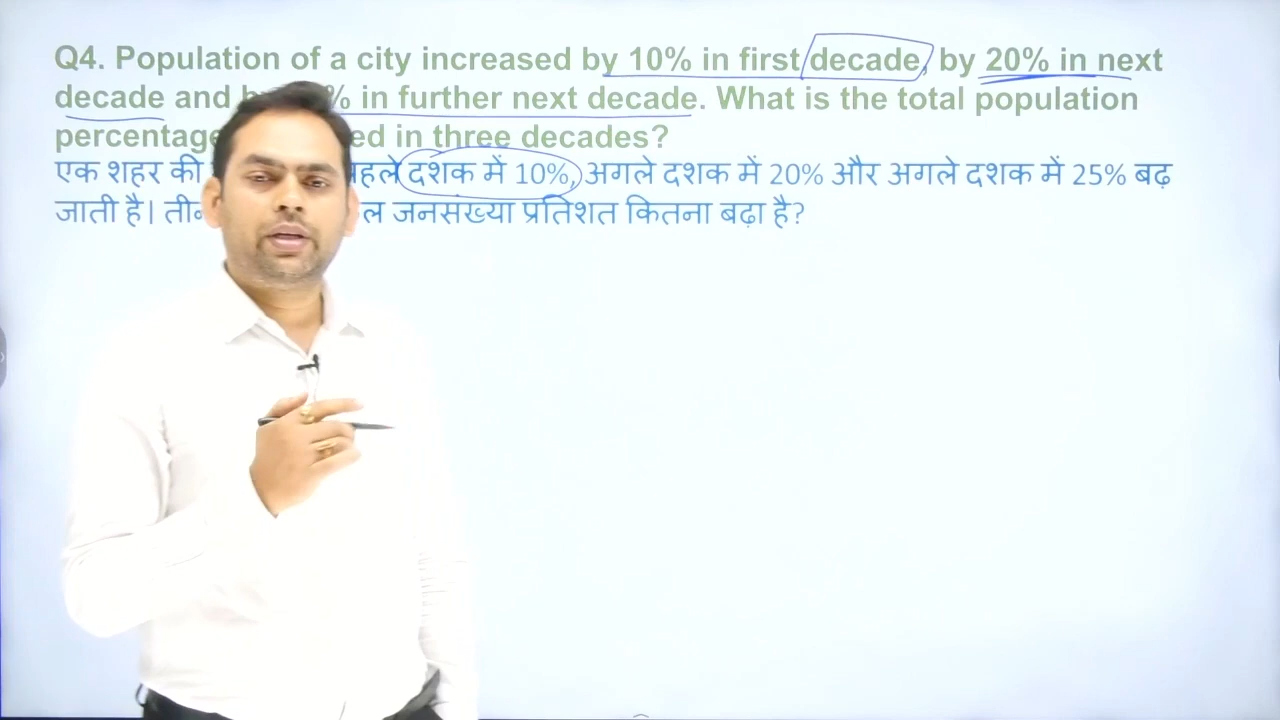 Q4. Population of a city increased by 10% in first decade, by 20% in next
decade and % in further next decade. What is the total population
percentage ed in three decades?
एक शहर की पहले दशक में 10%, अगले दशक में 20% और अगले दशक में 25% बढ़
जाती है। जनसंख्या प्रतिशत कितना बढ़ा है?